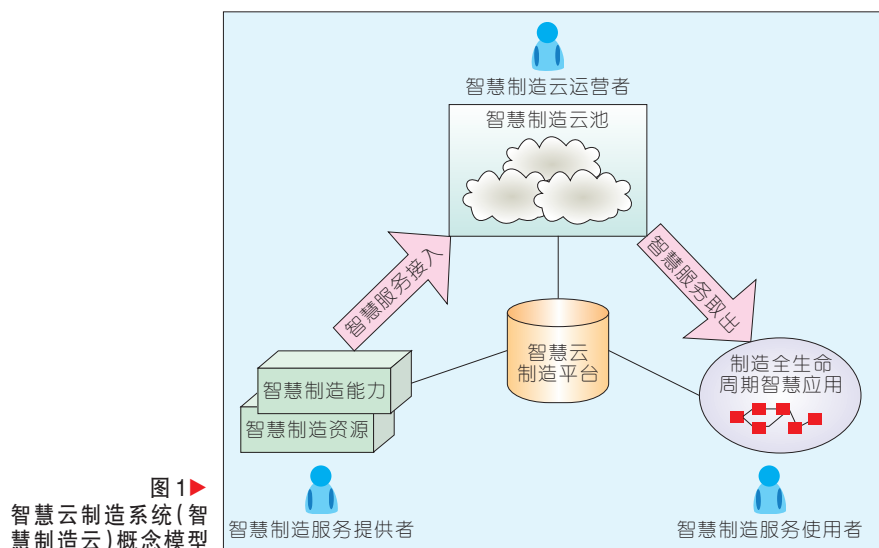 智慧制造云运营者
智慧制造云池
智慧服务接入
智慧服务取出
智慧云
制造平台
制造全生命
周期智慧应用
智慧制造能力
智慧制造资源
智慧制造服务提供者
智慧制造服务使用者
图1▶
智慧云制造系统(智
慧制造云)概念模型